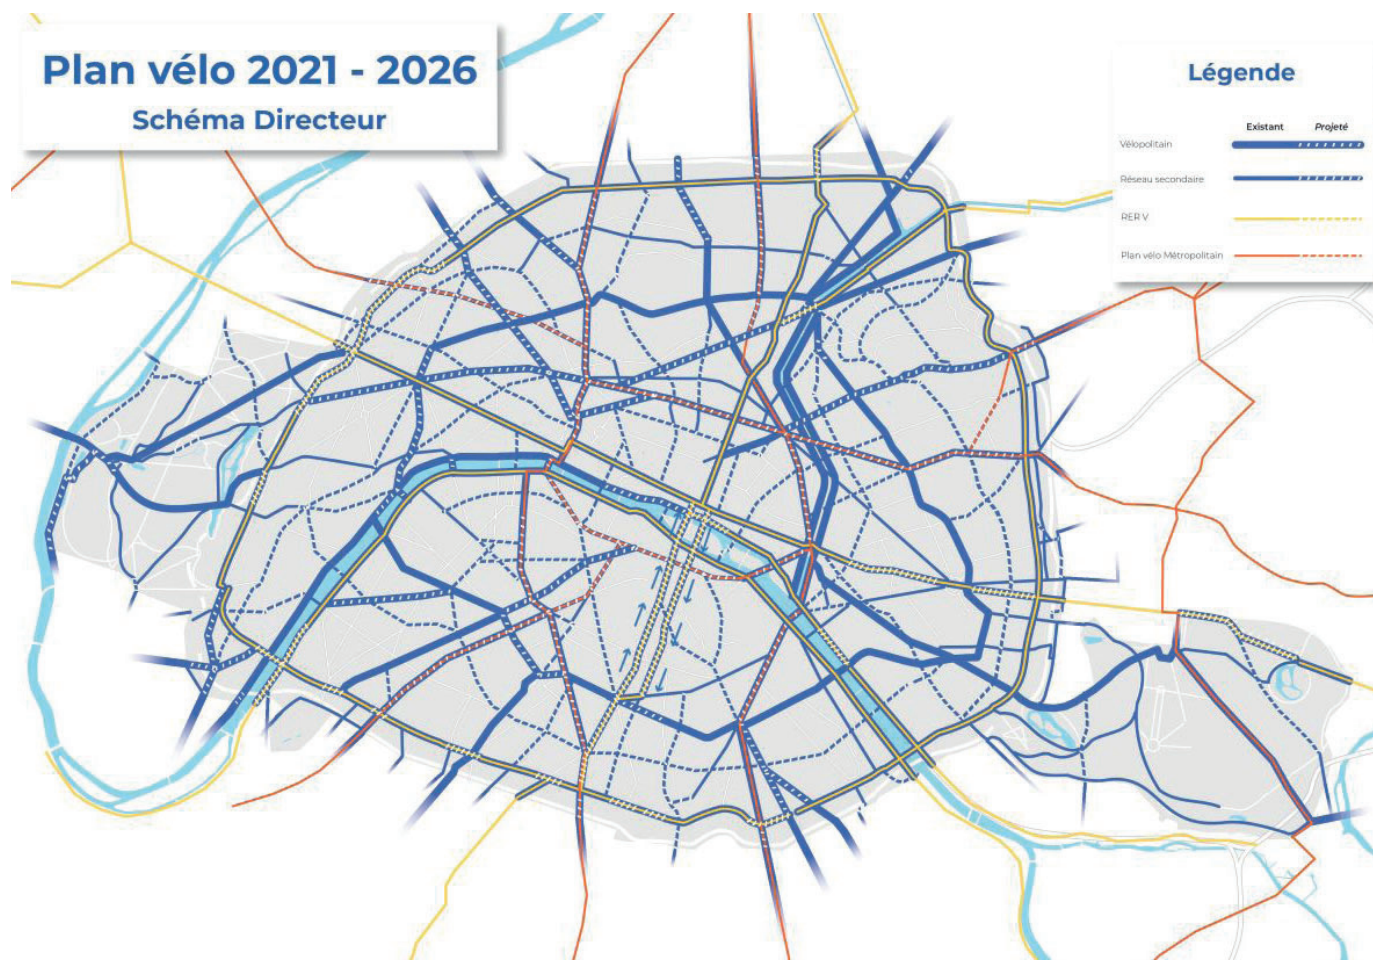 Plan vélo 2021 - 2026
Schéma Directeur
Légende
Existant Projeté
Vélopolitain
Réseau secondaire
RER V
Plan vélo Métropolitain